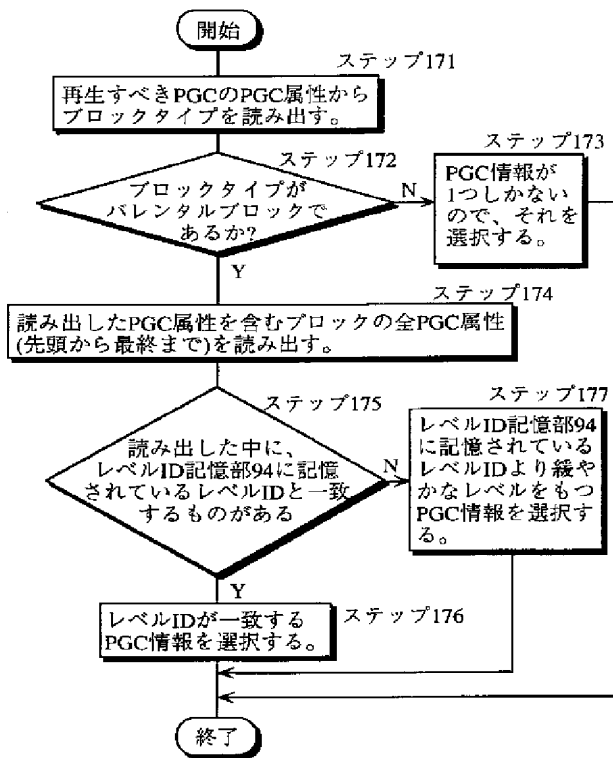 開始
ステップ171
再生すべきPGCのPGC属性から
ブロックタイプを読み出す。
ステップ172
ブロックタイプが
パレンタルブロックで
あるか?
N
Y
ステップ173
PGC情報が
1つしかない
ので、それを
選択する。
ステップ174
読み出したPGC属性を含むブロックの全PGC属性
(先頭から最終まで)を読み出す。
ステップ175
読み出した中に、
レベルID記憶部94に記憶
されているレベルIDと一致
するものがある
N
Y
ステップ177
レベルID記憶部94
に記憶されている
レベルIDより緩や
かなレベルをもつ
PGC情報を選択す
る。
ステップ176
レベルIDが一致する
PGC情報を選択する。
終了